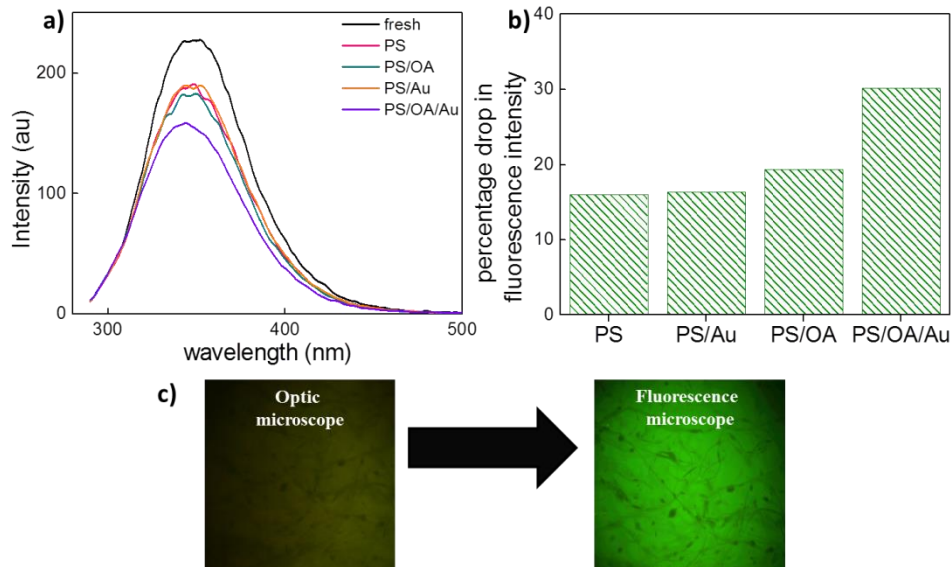 a)
fresh
PS
PS/OA
PS/Au
PS/OA/Au
Intensity (au)
200
100
0
300
400
500
wavelength (nm)
b)
percentage drop in
fluorescence intensity
40
30
20
10
0
PS
PS/Au
PS/OA
PS/OA/Au
c)
Optic
microscope
Fluorescence
microscope